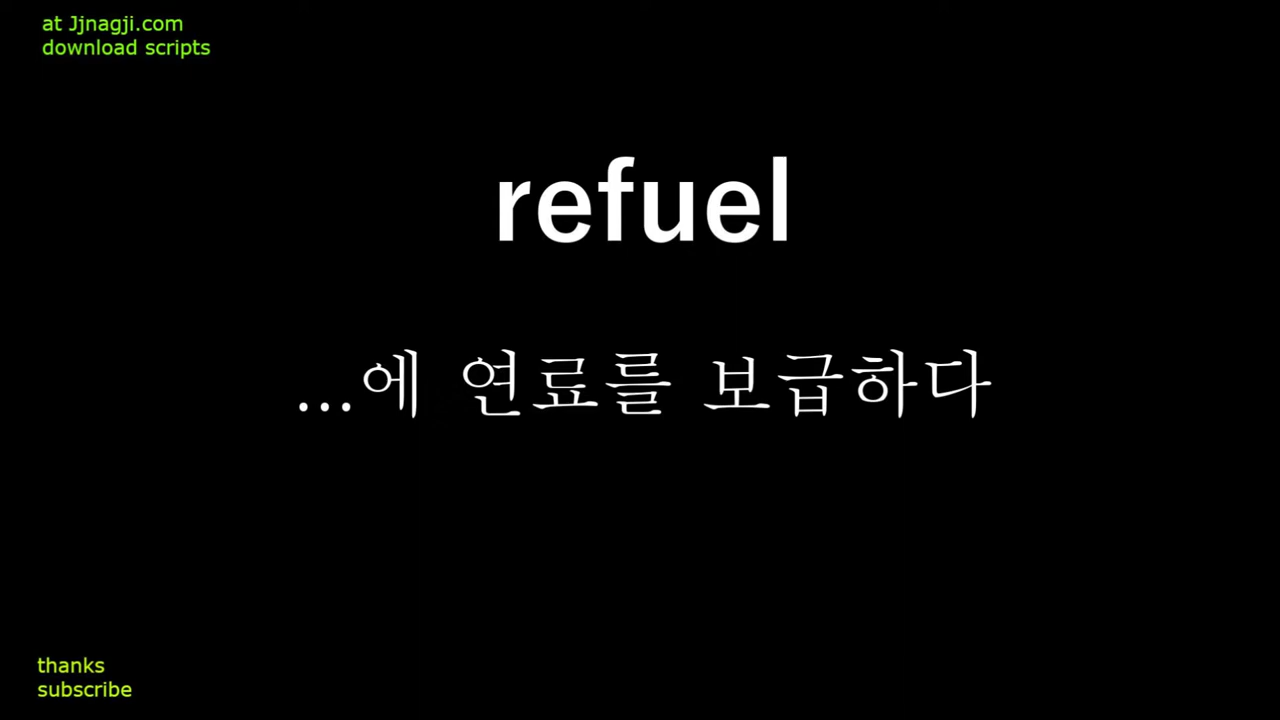 at Jjnagji.com
download scripts
refuel
...에 연료를 보급하다
thanks
subscribe